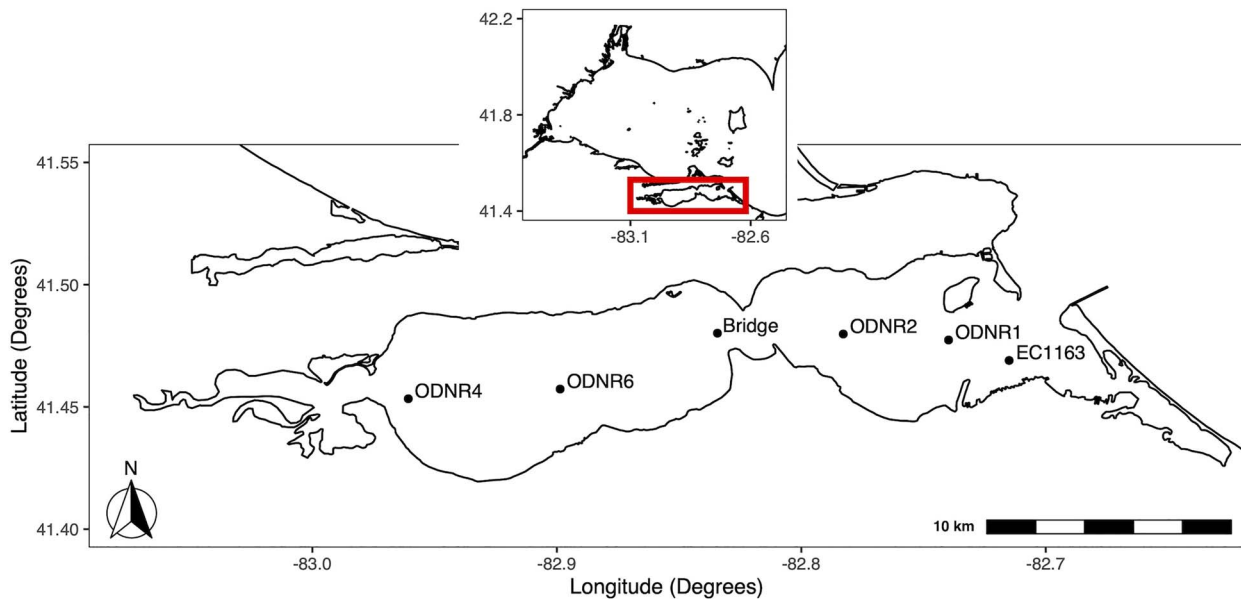 42.2
41.8
41.4
-83.1
-82.6
41.55
41.50
41.45
41.40
Latitude (Degrees)
Bridge
ODNR2
ODNR1
EC1163
ODNR6
ODNR4
N
10 km
-83.0
-82.9
-82.8
-82.7
Longitude (Degrees)